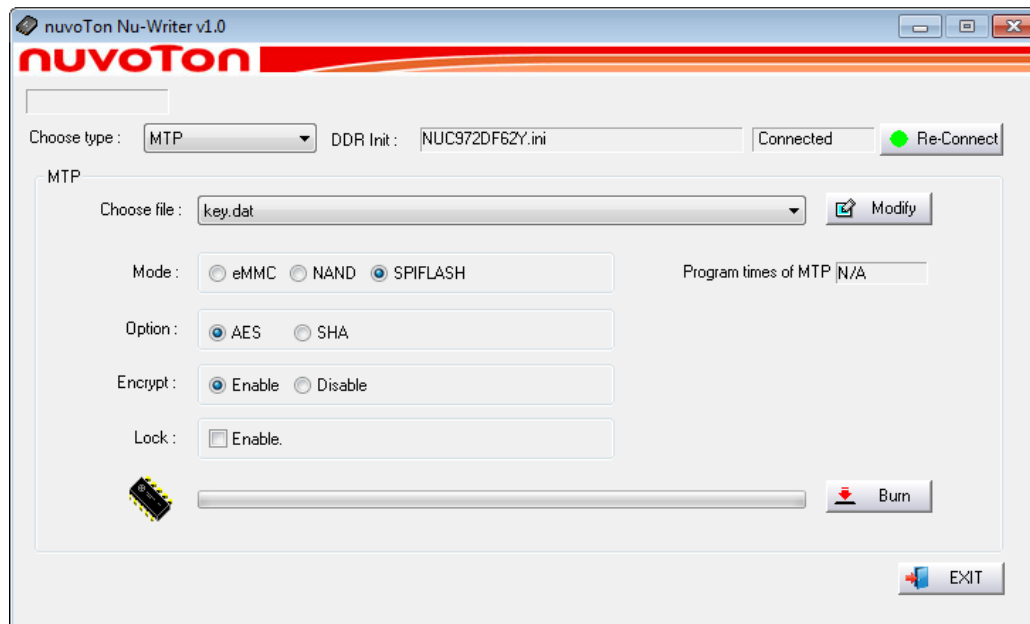 nuvoTon Nu-Writer v1.0
nuvoTon
Choose type : MTP DDR Init : NUC972DF62Y.ini Connected Re-Connect
MTP
Choose file : key.dat Modify
Mode : eMMC NAND SPIFLASH Program times of MTP N/A
Option : AES SHA
Encrypt : Enable Disable
Lock : Enable.
Burn
EXIT